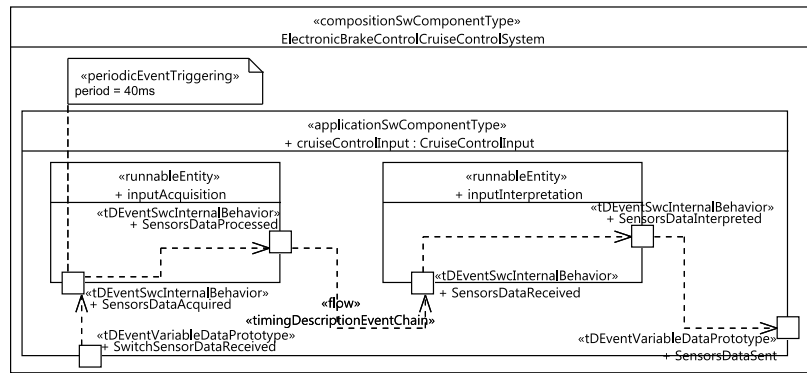 «compositionSwComponentType»
ElectronicBrakeControlCruiseControlSystem
«periodicEventTriggering»
period = 40ms
«applicationSwComponentType»
+ cruiseControlInput : CruiseControlInput
«runnableEntity»
+ inputAcquisition
«runnableEntity»
+ inputInterpretation
«tDEventSwcInternalBehavior»
+ SensorsDataProcessed
«tDEventSwcInternalBehavior»
+ SensorsDataInterpreted
«tDEventSwcInternalBehavior»
+ SensorsDataAcquired
«flow»
«timingDescriptionEventChain»
«tDEventSwcInternalBehavior»
+ SensorsDataReceived
«tDEventVariableDataPrototype»
+ SwitchSensorDataReceived
«tDEventVariableDataPrototype»
+ SensorsDataSent